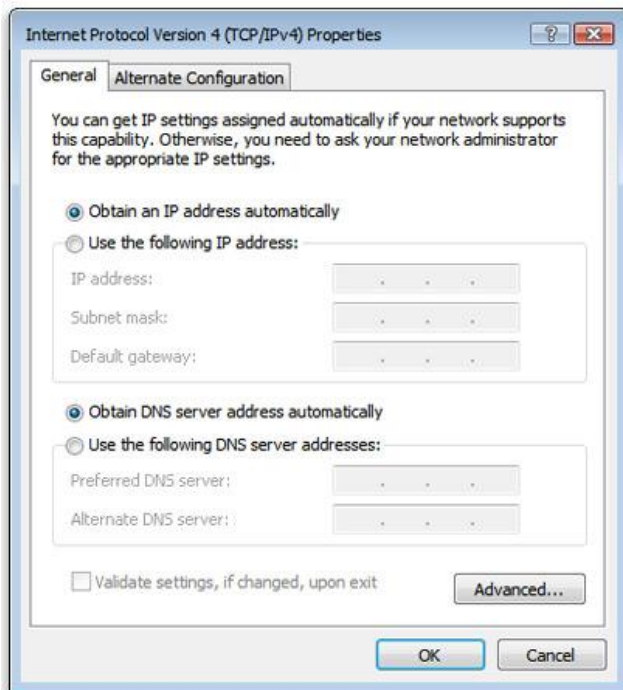 Internet Protocol Version 4 (TCP/IPv4) Properties
General
Alternate Configuration
You can get IP settings assigned automatically if your network supports
this capability. Otherwise, you need to ask your network administrator
for the appropriate IP settings.
Obtain an IP address automatically
Use the following IP address:
IP address:
Subnet mask:
Default gateway:
Obtain DNS server address automatically
Use the following DNS server addresses:
Preferred DNS server:
Alternate DNS server:
Validate settings, if changed, upon exit
Advanced...
OK
Cancel